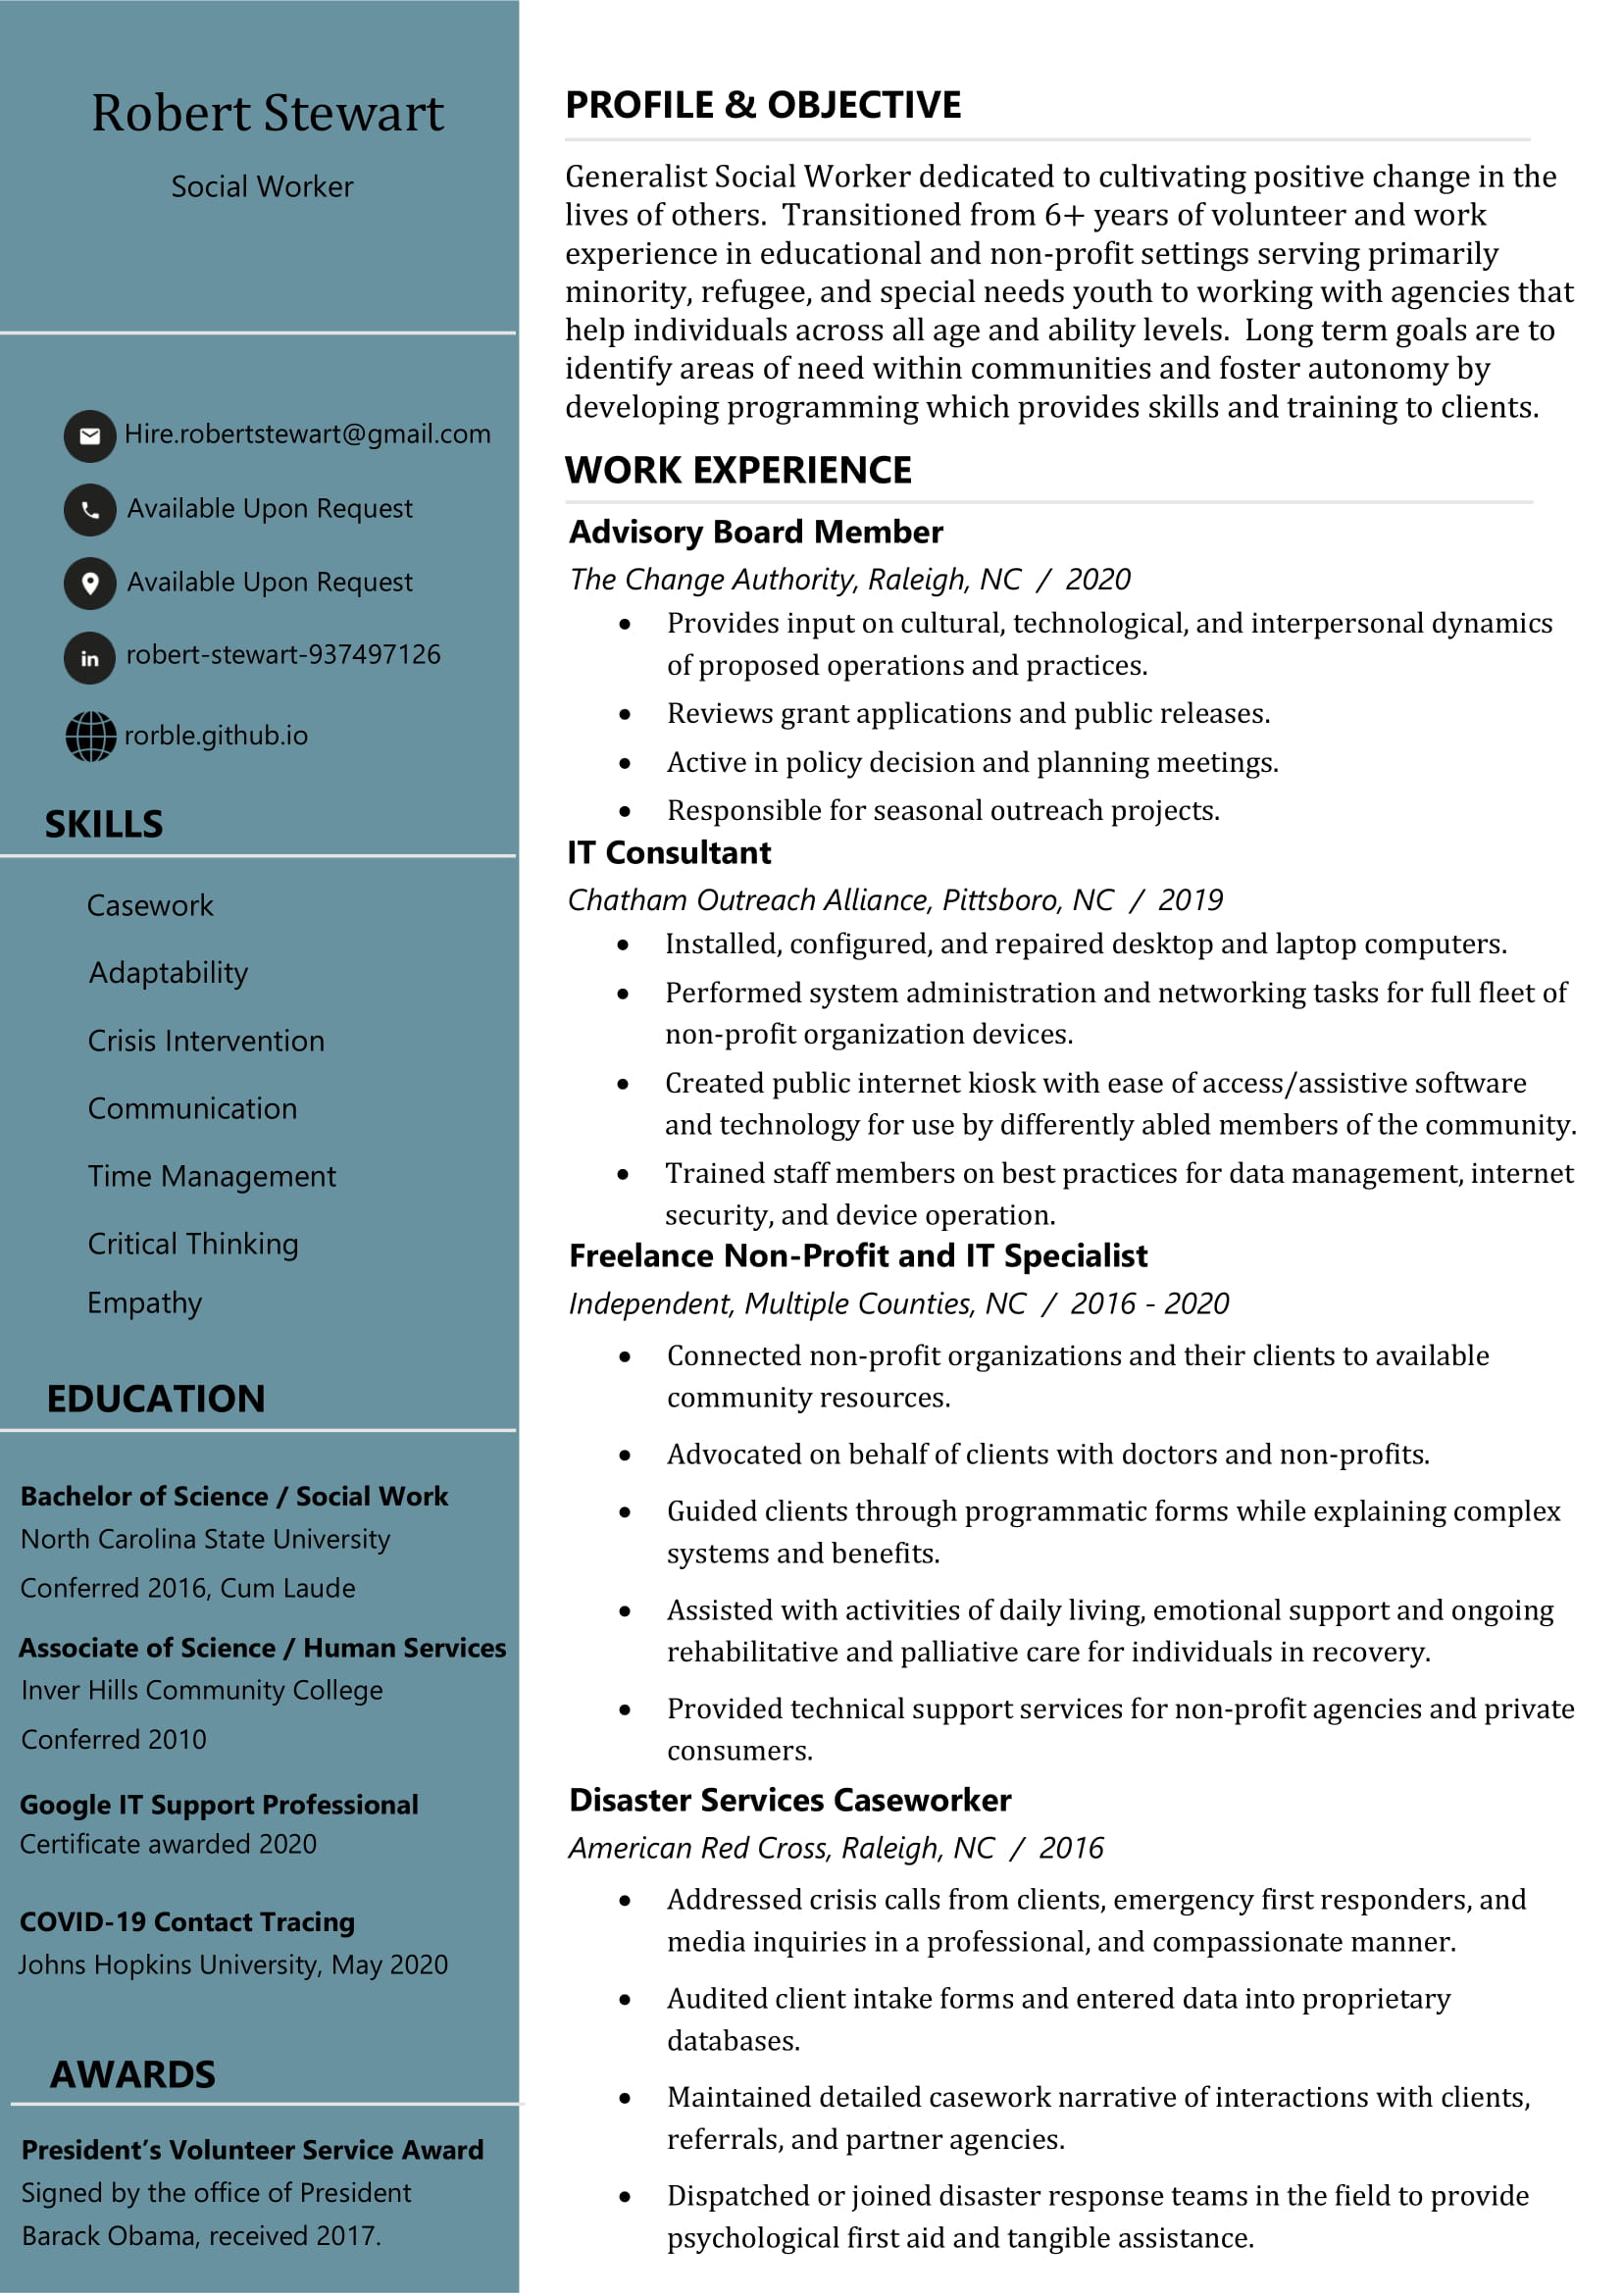 Robert Stewart
Social Worker
Hire.robertstewart@gmail.com
Available Upon Request
Available Upon Request
in robert-stewart-937497126
rorble.github.io
SKILLS
Casework
Adaptability
Crisis Intervention
Communication
Time Management
Critical Thinking
Empathy
EDUCATION
Bachelor of Science / Social Work
North Carolina State University
Conferred 2016, Cum Laude
Associate of Science / Human Services
Inver Hills Community College
Conferred 2010
Google IT Support Professional
Certificate awarded 2020
COVID-19 Contact Tracing
Johns Hopkins University, May 2020
AWARDS
President’s Volunteer Service Award
Signed by the office of President
Barack Obama, received 2017.
PROFILE & OBJECTIVE
Generalist Social Worker dedicated to cultivating positive change in the
lives of others.  Transitioned from 6+ years of volunteer and work
experience in educational and non-profit settings serving primarily
minority, refugee, and special needs youth to working with agencies that
help individuals across all age and ability levels.  Long term goals are to
identify areas of need within communities and foster autonomy by
developing programming which provides skills and training to clients.
WORK EXPERIENCE
Advisory Board Member
The Change Authority, Raleigh, NC  /  2020
• Provides input on cultural, technological, and interpersonal dynamics
of proposed operations and practices.
• Reviews grant applications and public releases.
• Active in policy decision and planning meetings.
• Responsible for seasonal outreach projects.
IT Consultant
Chatham Outreach Alliance, Pittsboro, NC  /  2019
• Installed, configured, and repaired desktop and laptop computers.
• Performed system administration and networking tasks for full fleet of
non-profit organization devices.
• Created public internet kiosk with ease of access/assistive software
and technology for use by differently abled members of the community.
• Trained staff members on best practices for data management, internet
security, and device operation.
Freelance Non-Profit and IT Specialist
Independent, Multiple Counties, NC  /  2016 - 2020
• Connected non-profit organizations and their clients to available
community resources.
• Advocated on behalf of clients with doctors and non-profits.
• Guided clients through programmatic forms while explaining complex
systems and benefits.
• Assisted with activities of daily living, emotional support and ongoing
rehabilitative and palliative care for individuals in recovery.
• Provided technical support services for non-profit agencies and private
consumers.
Disaster Services Caseworker
American Red Cross, Raleigh, NC  /  2016
• Addressed crisis calls from clients, emergency first responders, and
media inquiries in a professional, and compassionate manner.
• Audited client intake forms and entered data into proprietary
databases.
• Maintained detailed casework narrative of interactions with clients,
referrals, and partner agencies.
• Dispatched or joined disaster response teams in the field to provide
psychological first aid and tangible assistance.